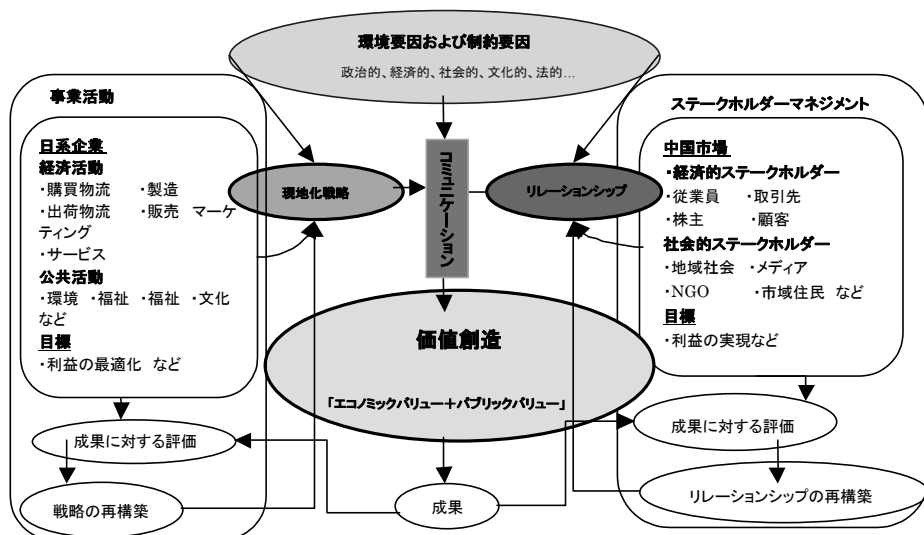 環境要因および制約要因
政治的、経済的、社会的、文化的、法的…
事業活動
日系企業
経済活動
・購買物流 ・製造
・出荷物流 ・販売 マーケ
ティング
・サービス
公共活動
・環境 ・福祉 ・福祉 ・文化
など
目標
・利益の最適化 など
成果に対する評価
戦略の再構築
現地化戦略
コミュニケーション
リレーションシップ
価値創造
「エコノミックバリュー+パブリックバリュー」
成果
ステークホルダーマネジメント
中国市場
・経済的ステークホルダー
・従業員 ・取引先
・株主 ・顧客
社会的ステークホルダー
・地域社会 ・メディア
・NGO ・市域住民 など
目標
・利益の実現など
成果に対する評価
リレーションシップの再構築